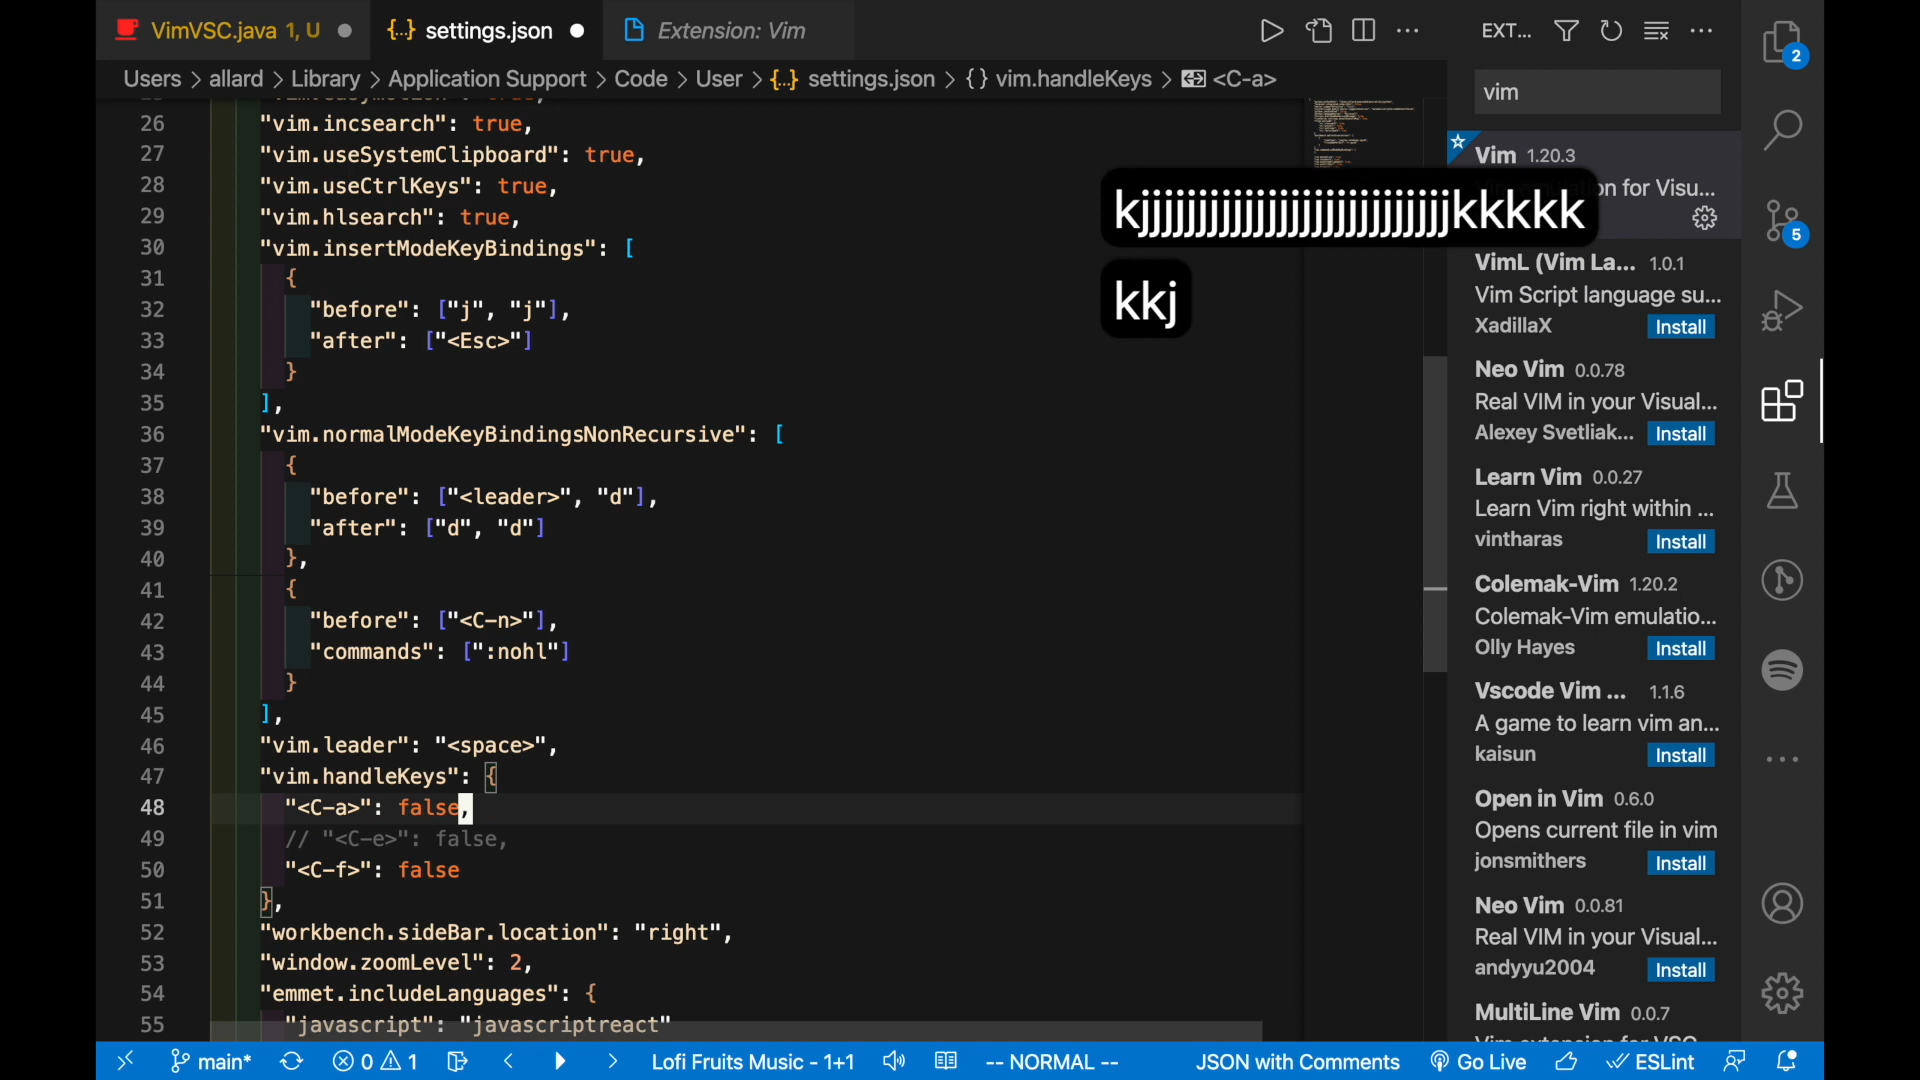 VimVSC.java 1, U
settings.json
Extension: Vim
EXT...
Users > allard > Library > Application Support > Code > User > {..} settings.json > {} vim.handleKeys > <C-a>
vim
26 "vim.incsearch": true,
27 "vim.useSystemClipboard": true,
28 "vim.useCtrlKeys": true,
29 "vim.hlsearch": true,
30 "vim.insertModeKeyBindings": [
31 {
32 "before": ["j", "j"],
33 "after": ["<Esc>"]
34 }
35 ],
36 "vim.normalModeKeyBindingsNonRecursive": [
37 {
38 "before": ["<leader>", "d"],
39 "after": ["d", "d"]
40 },
41 {
42 "before": ["<C-n>"],
43 "commands": [":nohl"]
44 }
45 ],
46 "vim.leader": "<space>",
47 "vim.handleKeys": {
48 "<C-a>": false,
49 // "<C-e>": false,
50 "<C-f>": false
51 },
52 "workbench.sideBar.location": "right",
53 "window.zoomLevel": 2,
54 "emmet.includeLanguages": {
55 "javascript": "javascriptreact"
kkj
Vim 1.20.3
for Visu...
VimL (Vim La... 1.0.1
Vim Script language su...
XadillaX Install
Neo Vim 0.0.78
Real VIM in your Visual...
Alexey Svetliak... Install
Learn Vim 0.0.27
Learn Vim right within ...
vintharas Install
Colemak-Vim 1.20.2
Colemak-Vim emulatio...
Olly Hayes Install
Vscode Vim ... 1.1.6
A game to learn vim an...
kaisun Install
Open in Vim 0.6.0
Opens current file in vim
jonsmithers Install
Neo Vim 0.0.81
Real VIM in your Visual...
andyyu2004 Install
MultiLine Vim 0.0.7
2
5
main* 0 1 Lofi Fruits Music - 1+1 -- NORMAL -- JSON with Comments Go Live ESLint